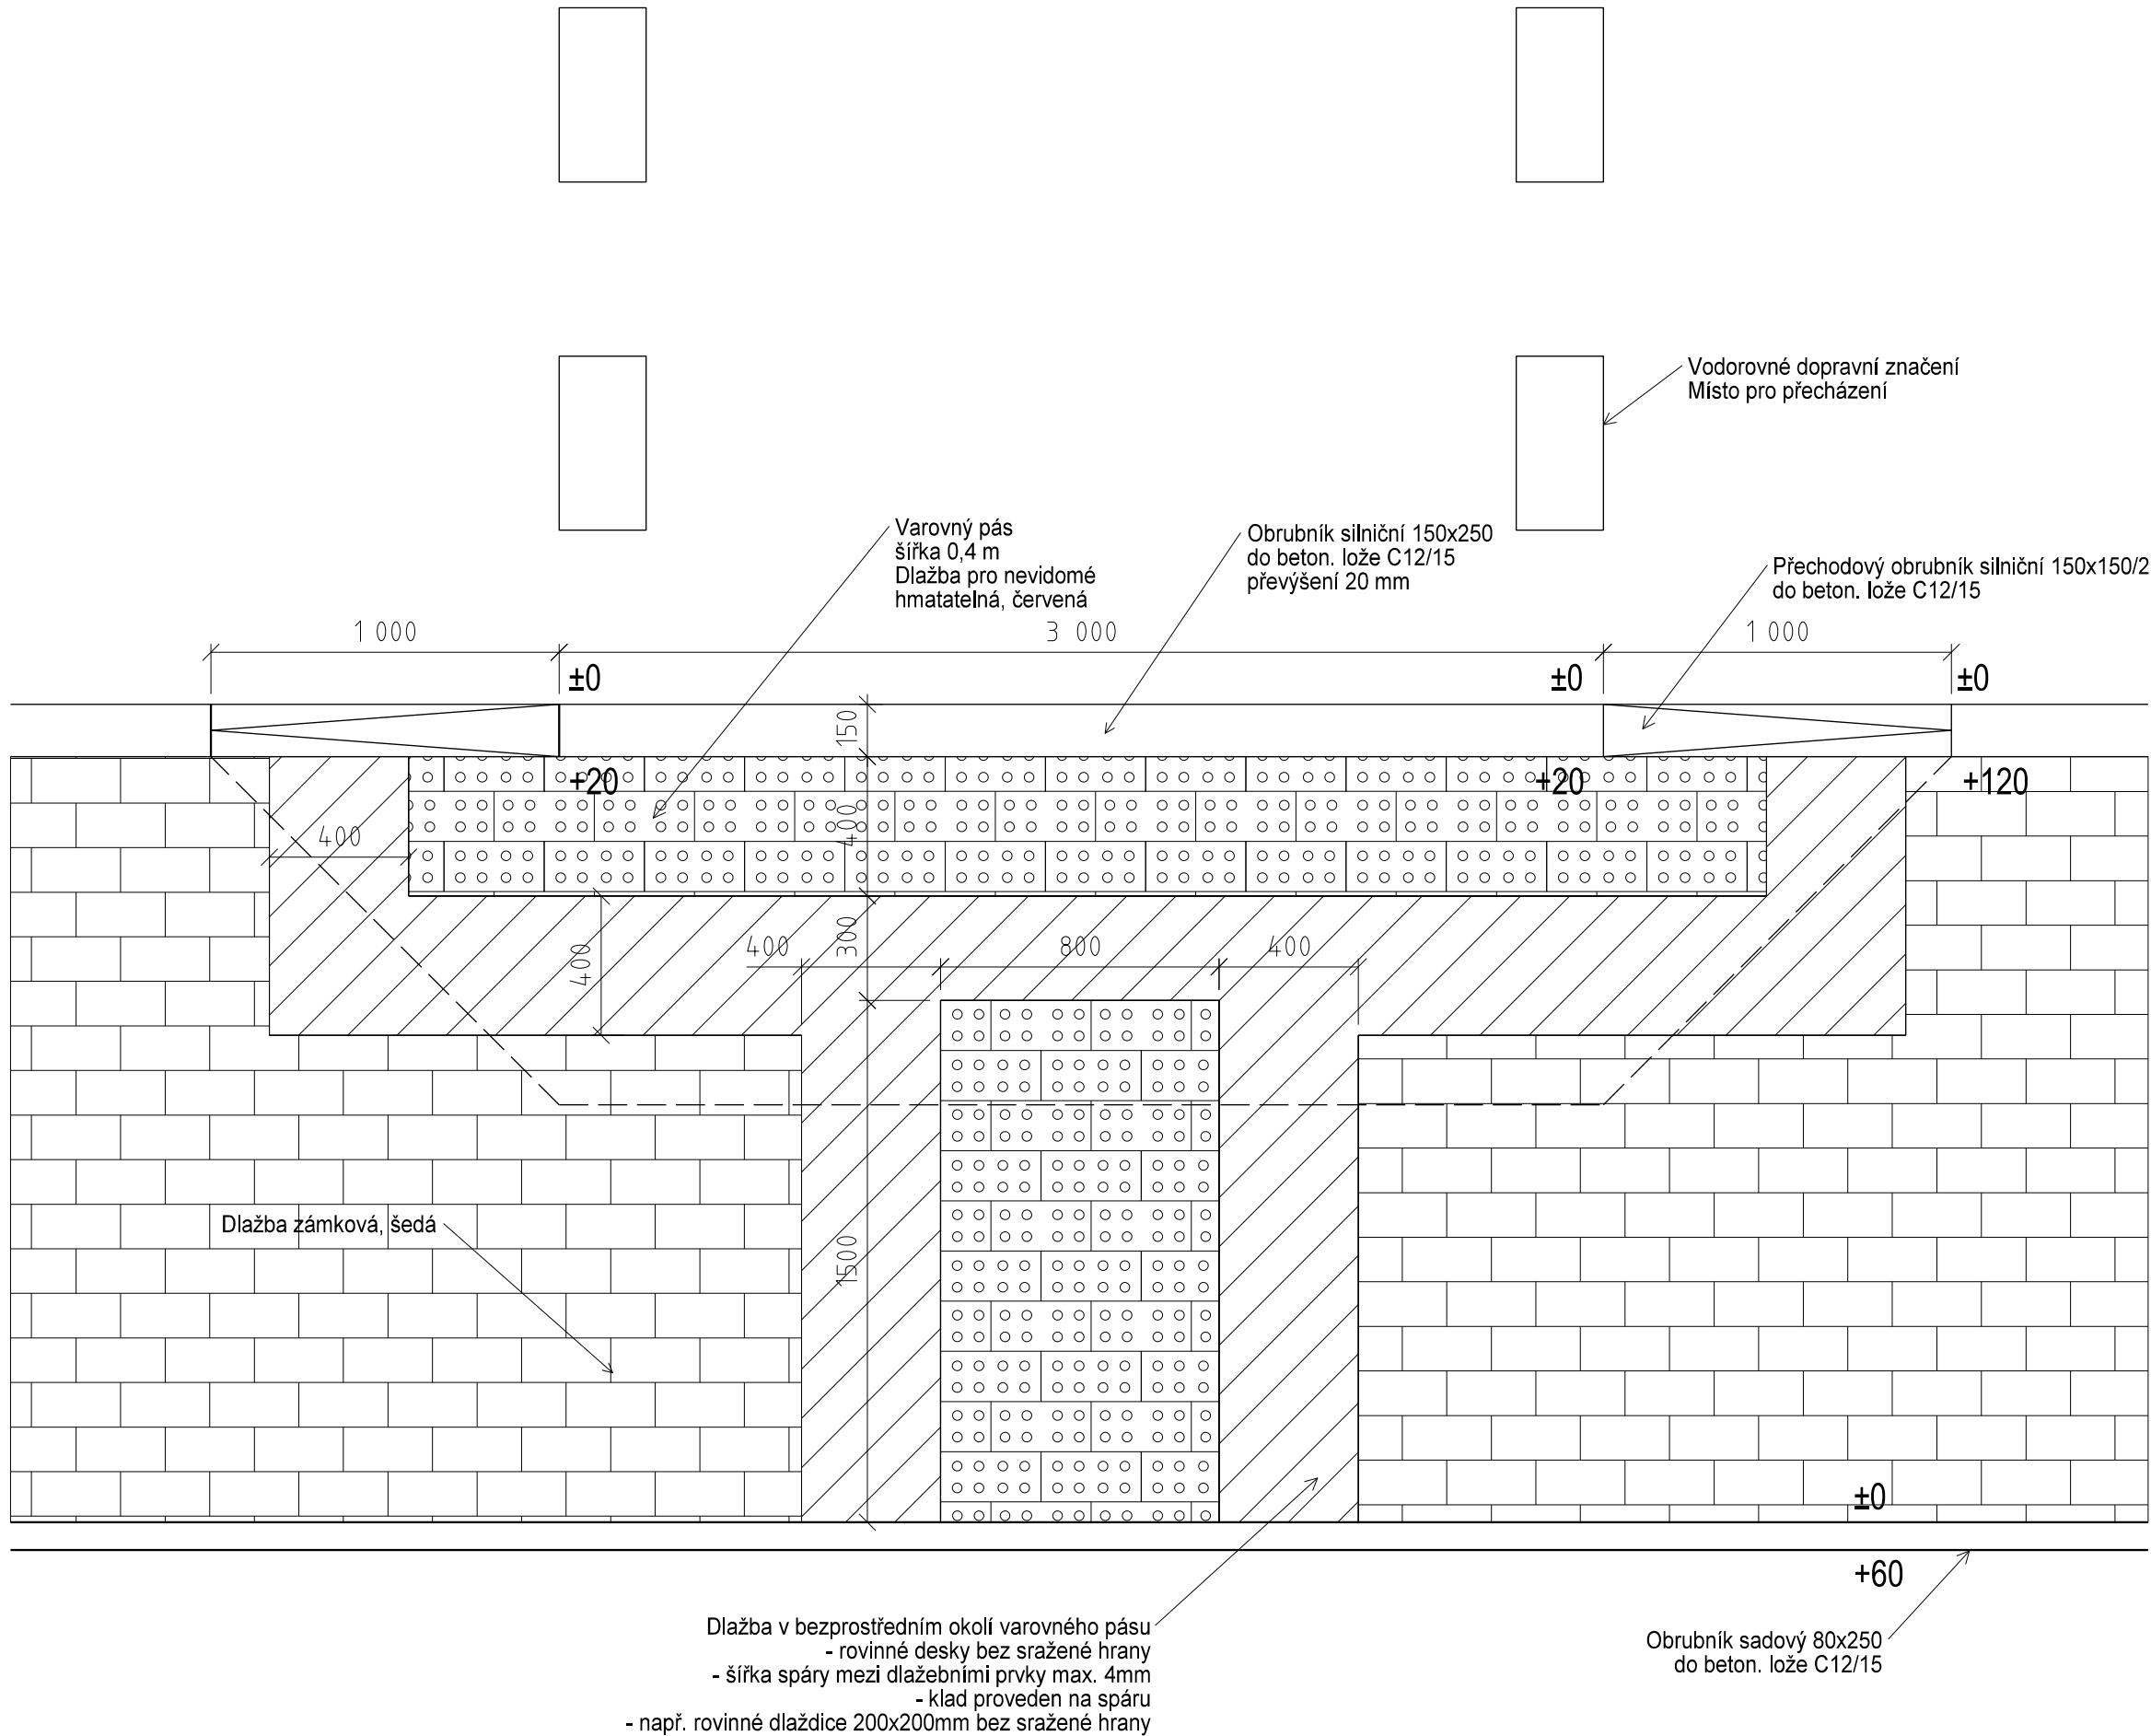 Vodorovné dopravní značení
Místo pro přecházení
Varovný pás
šířka 0,4 m
Dlažba pro nevidomé
hmatatelná, červená
Obrubník silniční 150x250
do beton. lože C12/15
převýšení 20 mm
Přechodový obrubník silniční 150x150/2
do beton. lože C12/15
1 000
3 000
1 000
±0
±0
±0
150
+20
+20
+120
400
400
400
300
400
800
400
Dlažba zámková, šedá
1500
±0
+60
Dlažba v bezprostředním okolí varovného pásu
- rovinné desky bez sražené hrany
- šířka spáry mezi dlažebními prvky max. 4mm
- klad proveden na spáru
- např. rovinné dlaždice 200x200mm bez sražené hrany
Obrubník sadový 80x250
do beton. lože C12/15